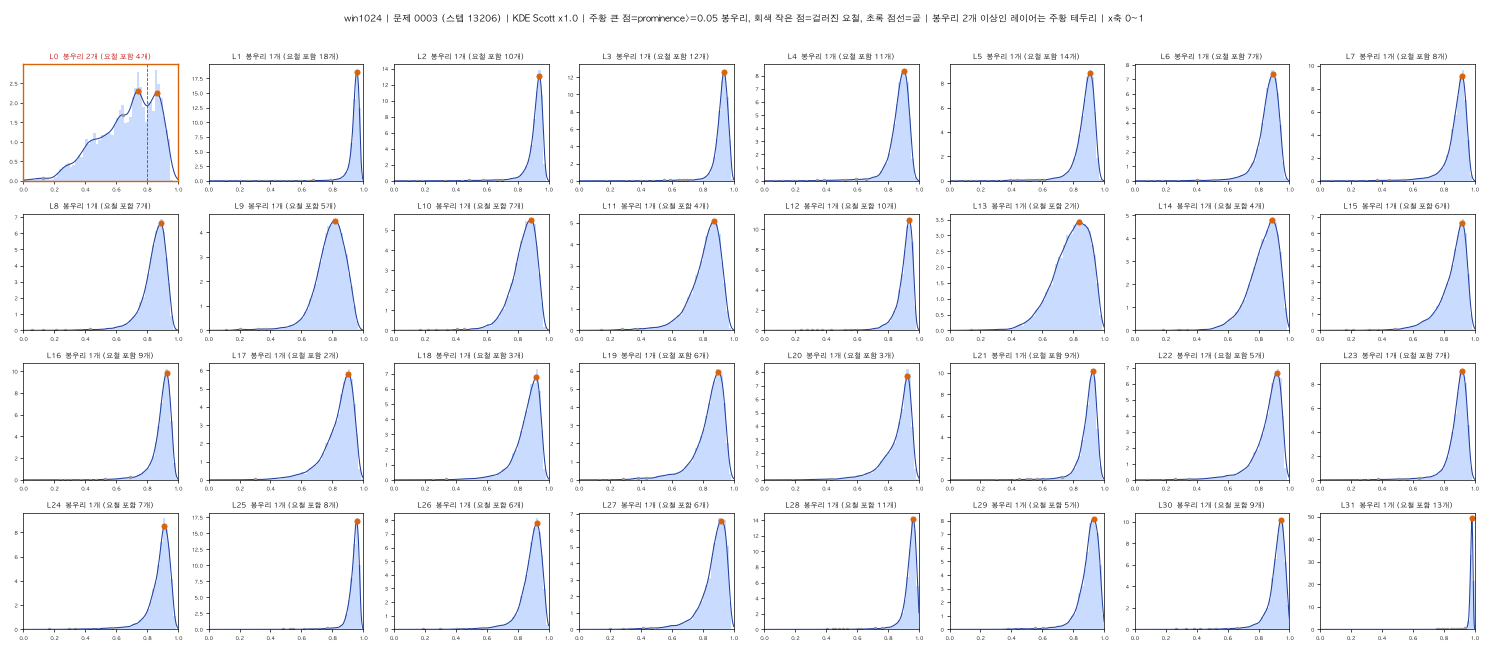 win1024 | 문제 0003 (스텝 13206) | KDE Scott x1.0 | 주황 큰 점=prominence>=0.05 봉우리, 회색 작은 점=걸러진 요철, 초록 점선=골 | 봉우리 2개 이상인 레이어는 주황 테두리 | x축 0~1
L0 봉우리 2개 (요철 포함 4개)
L1 봉우리 1개 (요철 포함 18개)
L2 봉우리 1개 (요철 포함 10개)
L3 봉우리 1개 (요철 포함 12개)
L4 봉우리 1개 (요철 포함 11개)
L5 봉우리 1개 (요철 포함 14개)
L6 봉우리 1개 (요철 포함 7개)
L7 봉우리 1개 (요철 포함 8개)
L8 봉우리 1개 (요철 포함 7개)
L9 봉우리 1개 (요철 포함 5개)
L10 봉우리 1개 (요철 포함 7개)
L11 봉우리 1개 (요철 포함 4개)
L12 봉우리 1개 (요철 포함 10개)
L13 봉우리 1개 (요철 포함 2개)
L14 봉우리 1개 (요철 포함 4개)
L15 봉우리 1개 (요철 포함 6개)
L16 봉우리 1개 (요철 포함 9개)
L17 봉우리 1개 (요철 포함 2개)
L18 봉우리 1개 (요철 포함 3개)
L19 봉우리 1개 (요철 포함 6개)
L20 봉우리 1개 (요철 포함 3개)
L21 봉우리 1개 (요철 포함 9개)
L22 봉우리 1개 (요철 포함 5개)
L23 봉우리 1개 (요철 포함 7개)
L24 봉우리 1개 (요철 포함 7개)
L25 봉우리 1개 (요철 포함 8개)
L26 봉우리 1개 (요철 포함 6개)
L27 봉우리 1개 (요철 포함 6개)
L28 봉우리 1개 (요철 포함 11개)
L29 봉우리 1개 (요철 포함 5개)
L30 봉우리 1개 (요철 포함 9개)
L31 봉우리 1개 (요철 포함 13개)